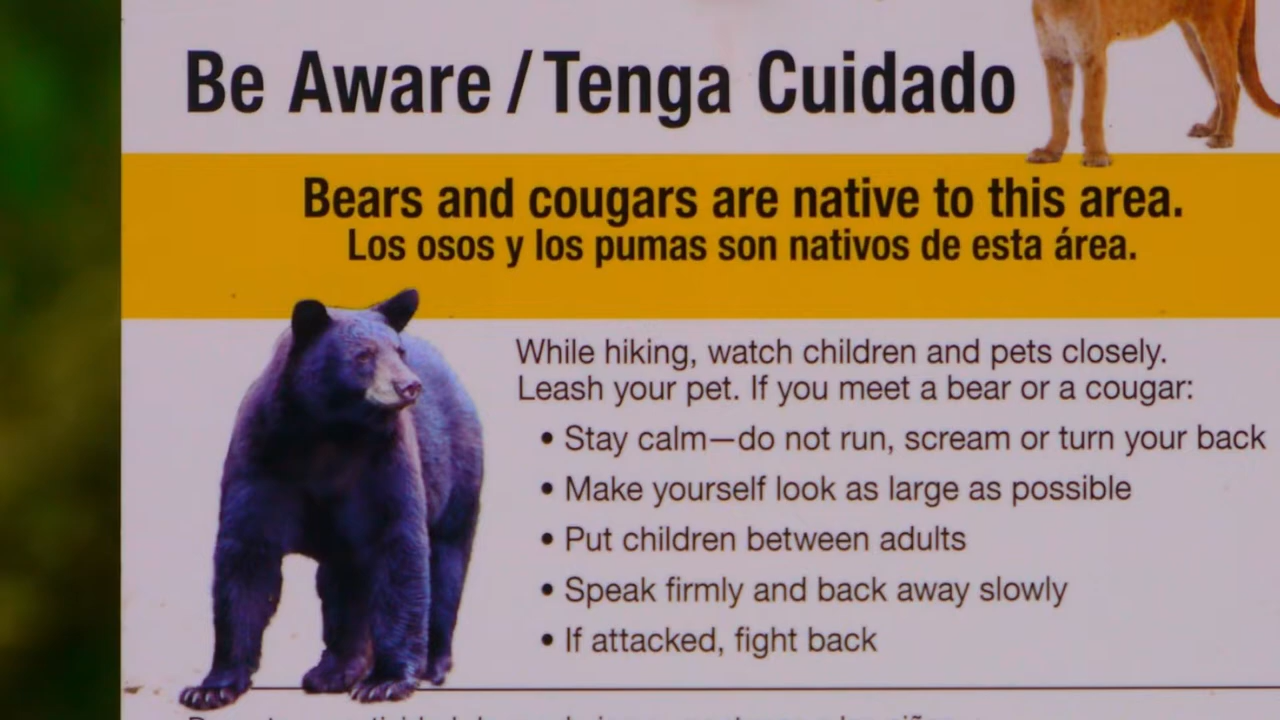 Be Aware / Tenga Cuidado
Bears and cougars are native to this area.
Los osos y los pumas son nativos de esta área.
While hiking, watch children and pets closely.
Leash your pet. If you meet a bear or a cougar:
• Stay calm—do not run, scream or turn your back
• Make yourself look as large as possible
• Put children between adults
• Speak firmly and back away slowly
• If attacked, fight back